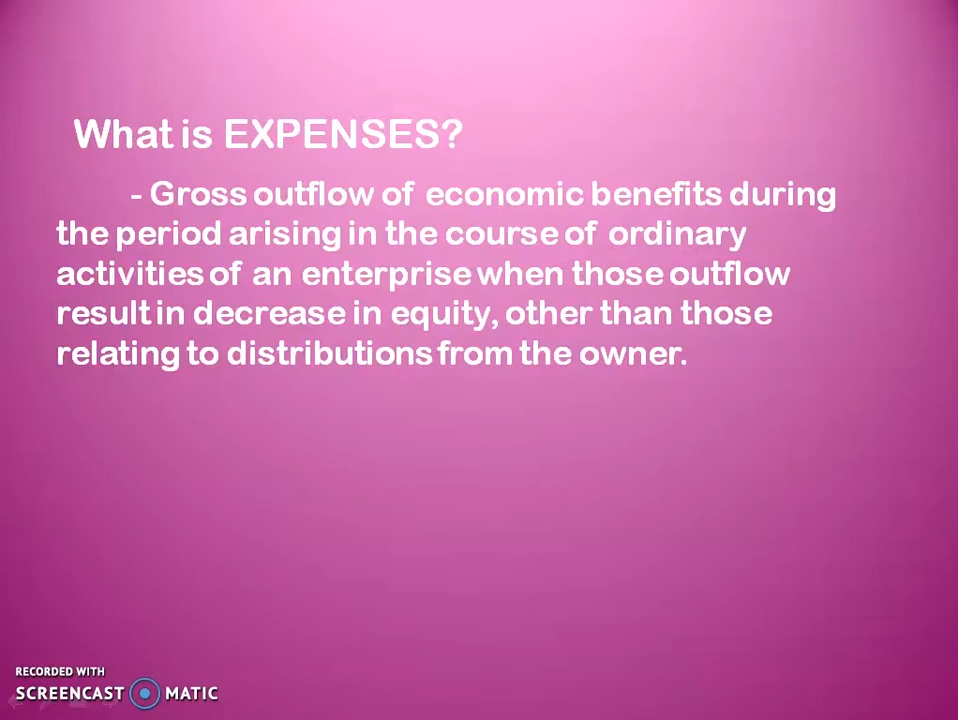 What is EXPENSES?
- Gross outflow of economic benefits during
the period arising in the course of ordinary
activities of an enterprise when those outflow
result in decrease in equity, other than those
relating to distributions from the owner.
RECORDED WITH
SCREENCAST MATIC